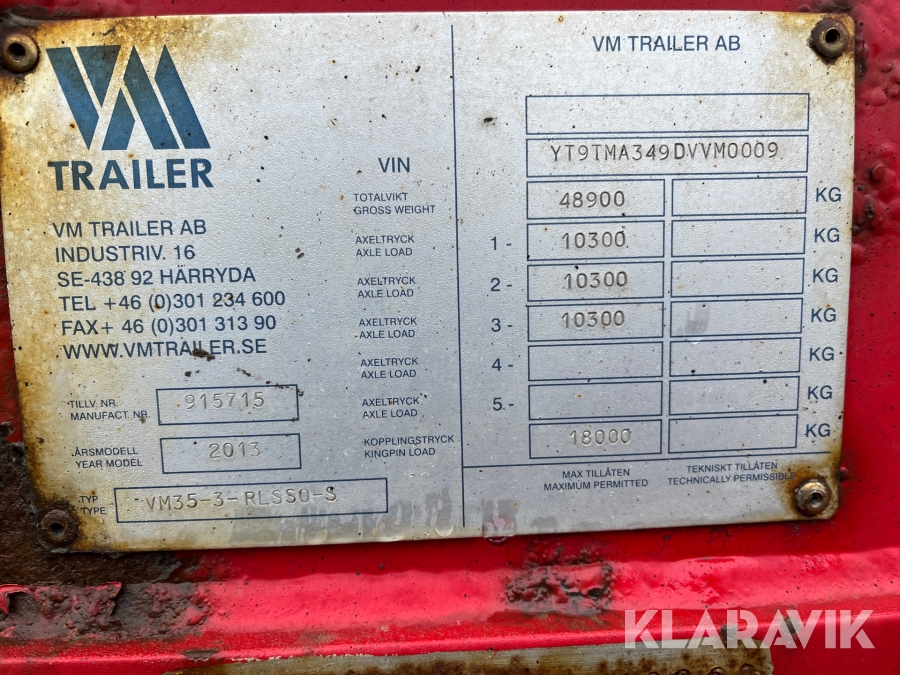 VM
TRAILER
VM TRAILER AB
INDUSTRIV. 16
SE-438 92 HÄRRYDA
TEL +46 (0)301 234 600
FAX+ 46 (0)301 313 90
WWW.VMTRAILER.SE
TILLV. NR.
MANUFACT. NR. 915715
ÅRSMODELL
YEAR MODEL 2013
TYP
TYPE VM35-3-RLSSO-S
VM TRAILER AB
VIN YT9TMA349DVVM0009
TOTALVIKT
GROSS WEIGHT 48900 KG
AXELTRYCK
AXLE LOAD 1 - 10300 KG
AXELTRYCK
AXLE LOAD 2 - 10300 KG
AXELTRYCK
AXLE LOAD 3 - 10300 KG
AXELTRYCK
AXLE LOAD 4 - KG
AXELTRYCK
AXLE LOAD 5 - KG
KOPPLINGSTRYCK
KINGPIN LOAD 18000 KG
MAX TILLÅTEN
MAXIMUM PERMITTED
TEKNISKT TILLÅTEN
TECHNICALLY PERMISSIBLE
KLARAVIK